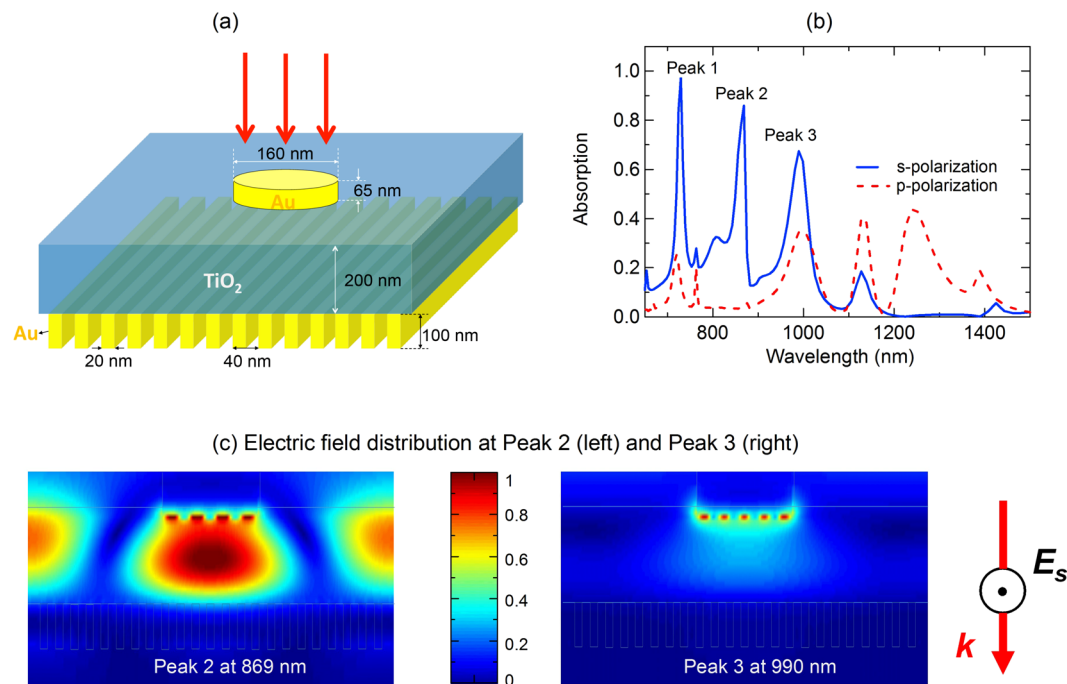 (a)
160 nm
65 nm
Au
TiO2
200 nm
Au
100 nm
20 nm
40 nm
(b)
Absorption
1.0
0.8
0.6
0.4
0.2
0.0
Peak 1
Peak 2
Peak 3
s-polarization
p-polarization
800
1000
1200
1400
Wavelength (nm)
(c) Electric field distribution at Peak 2 (left) and Peak 3 (right)
Peak 2 at 869 nm
1
0.8
0.6
0.4
0.2
0
Peak 3 at 990 nm
Es
k